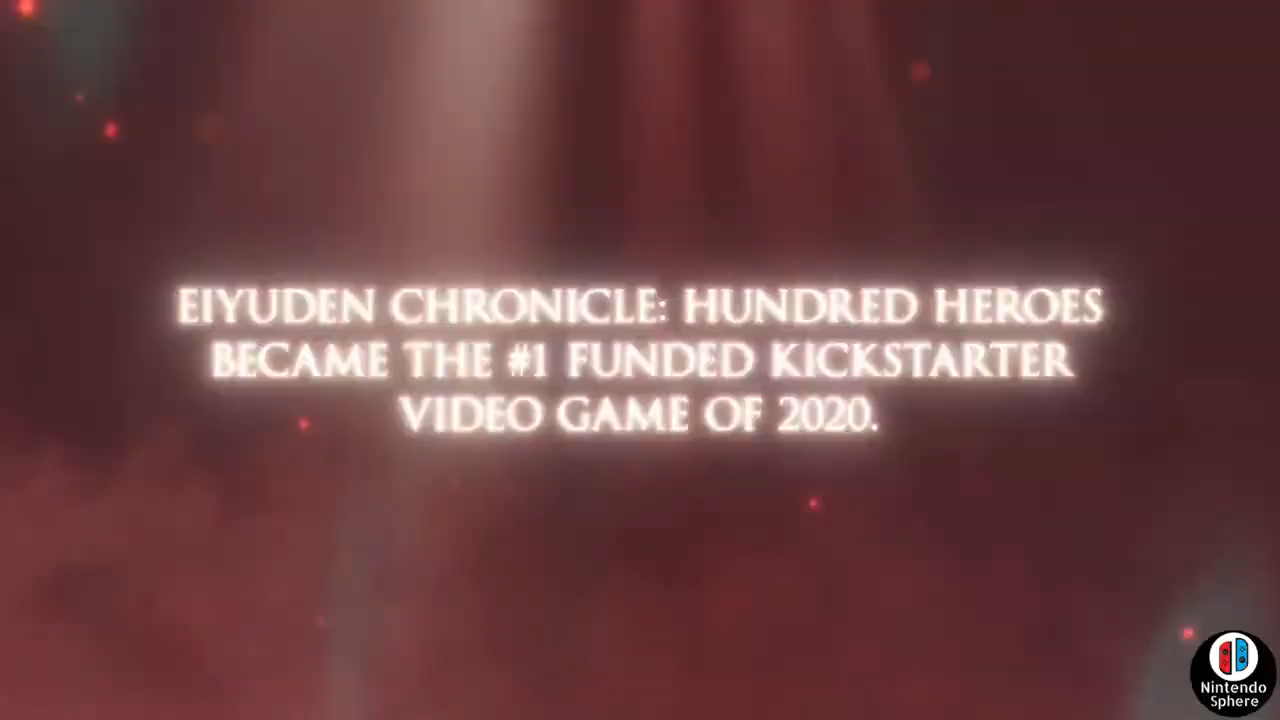 EIYUDEN CHRONICLE: HUNDRED HEROES
BECAME THE #1 FUNDED KICKSTARTER
VIDEO GAME OF 2020.
Nintendo
Sphere